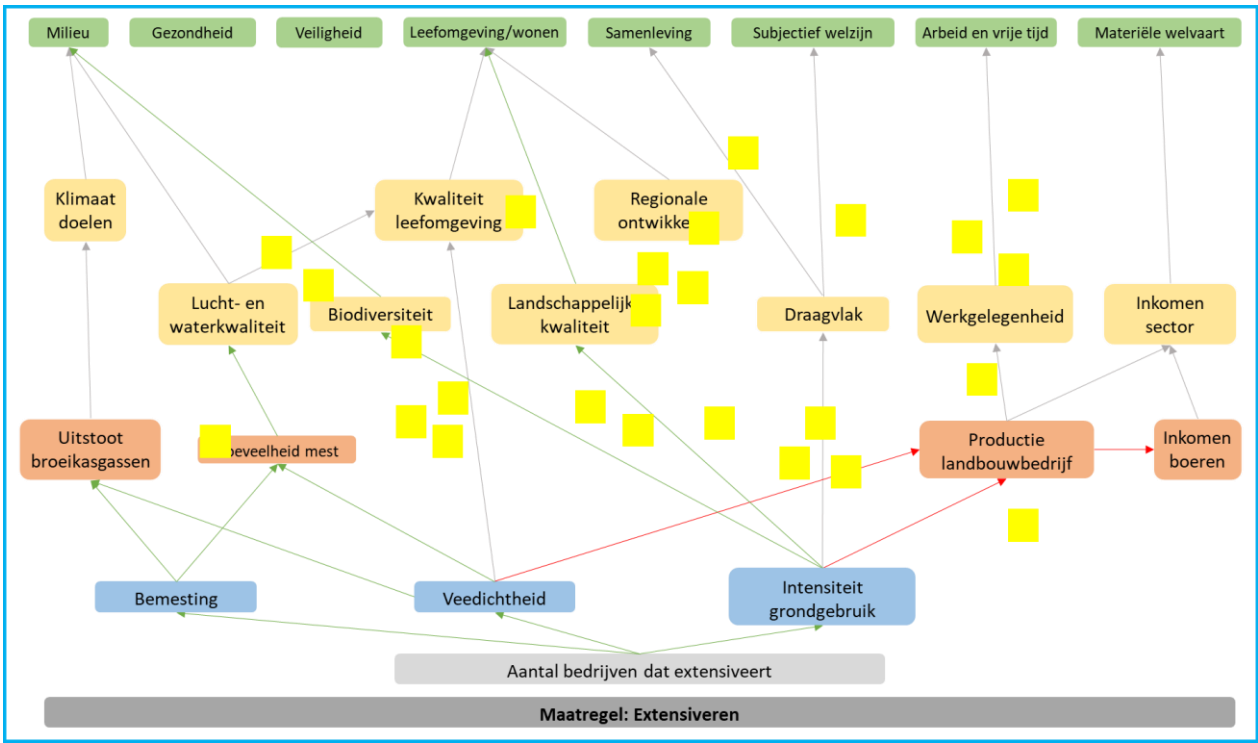 Milieu
Gezondheid
Veiligheid
Leefomgeving/wonen
Samenleving
Subjectief welzijn
Arbeid en vrije tijd
Materiële welvaart
Klimaat
doelen
Kwaliteit
leefomgeving
Regionale
Lucht- en
waterkwaliteit
Biodiversiteit
Landschappelijk
kwaliteit
Draagvlak
Werkgelegenheid
Inkomen
sector
Uitstoot
broeikasgassen
mest
Productie
landbouwbedrijf
Inkomen
boeren
Bemesting
Veedichtheid
Intensiteit
grondgebruik
Aantal bedrijven dat extensiveert
Maatregel: Extensiveren